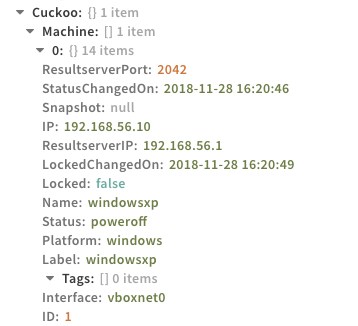 Cuckoo: {} 1 item
Machine: [] 1 item
0: {} 14 items
ResultserverPort: 2042
StatusChangedOn: 2018-11-28 16:20:46
Snapshot: null
IP: 192.168.56.10
ResultserverIP: 192.168.56.1
LockedChangedOn: 2018-11-28 16:20:49
Locked: false
Name: windowsxp
Status: poweroff
Platform: windows
Label: windowsxp
Tags: [] 0 items
Interface: vboxnet0
ID: 1